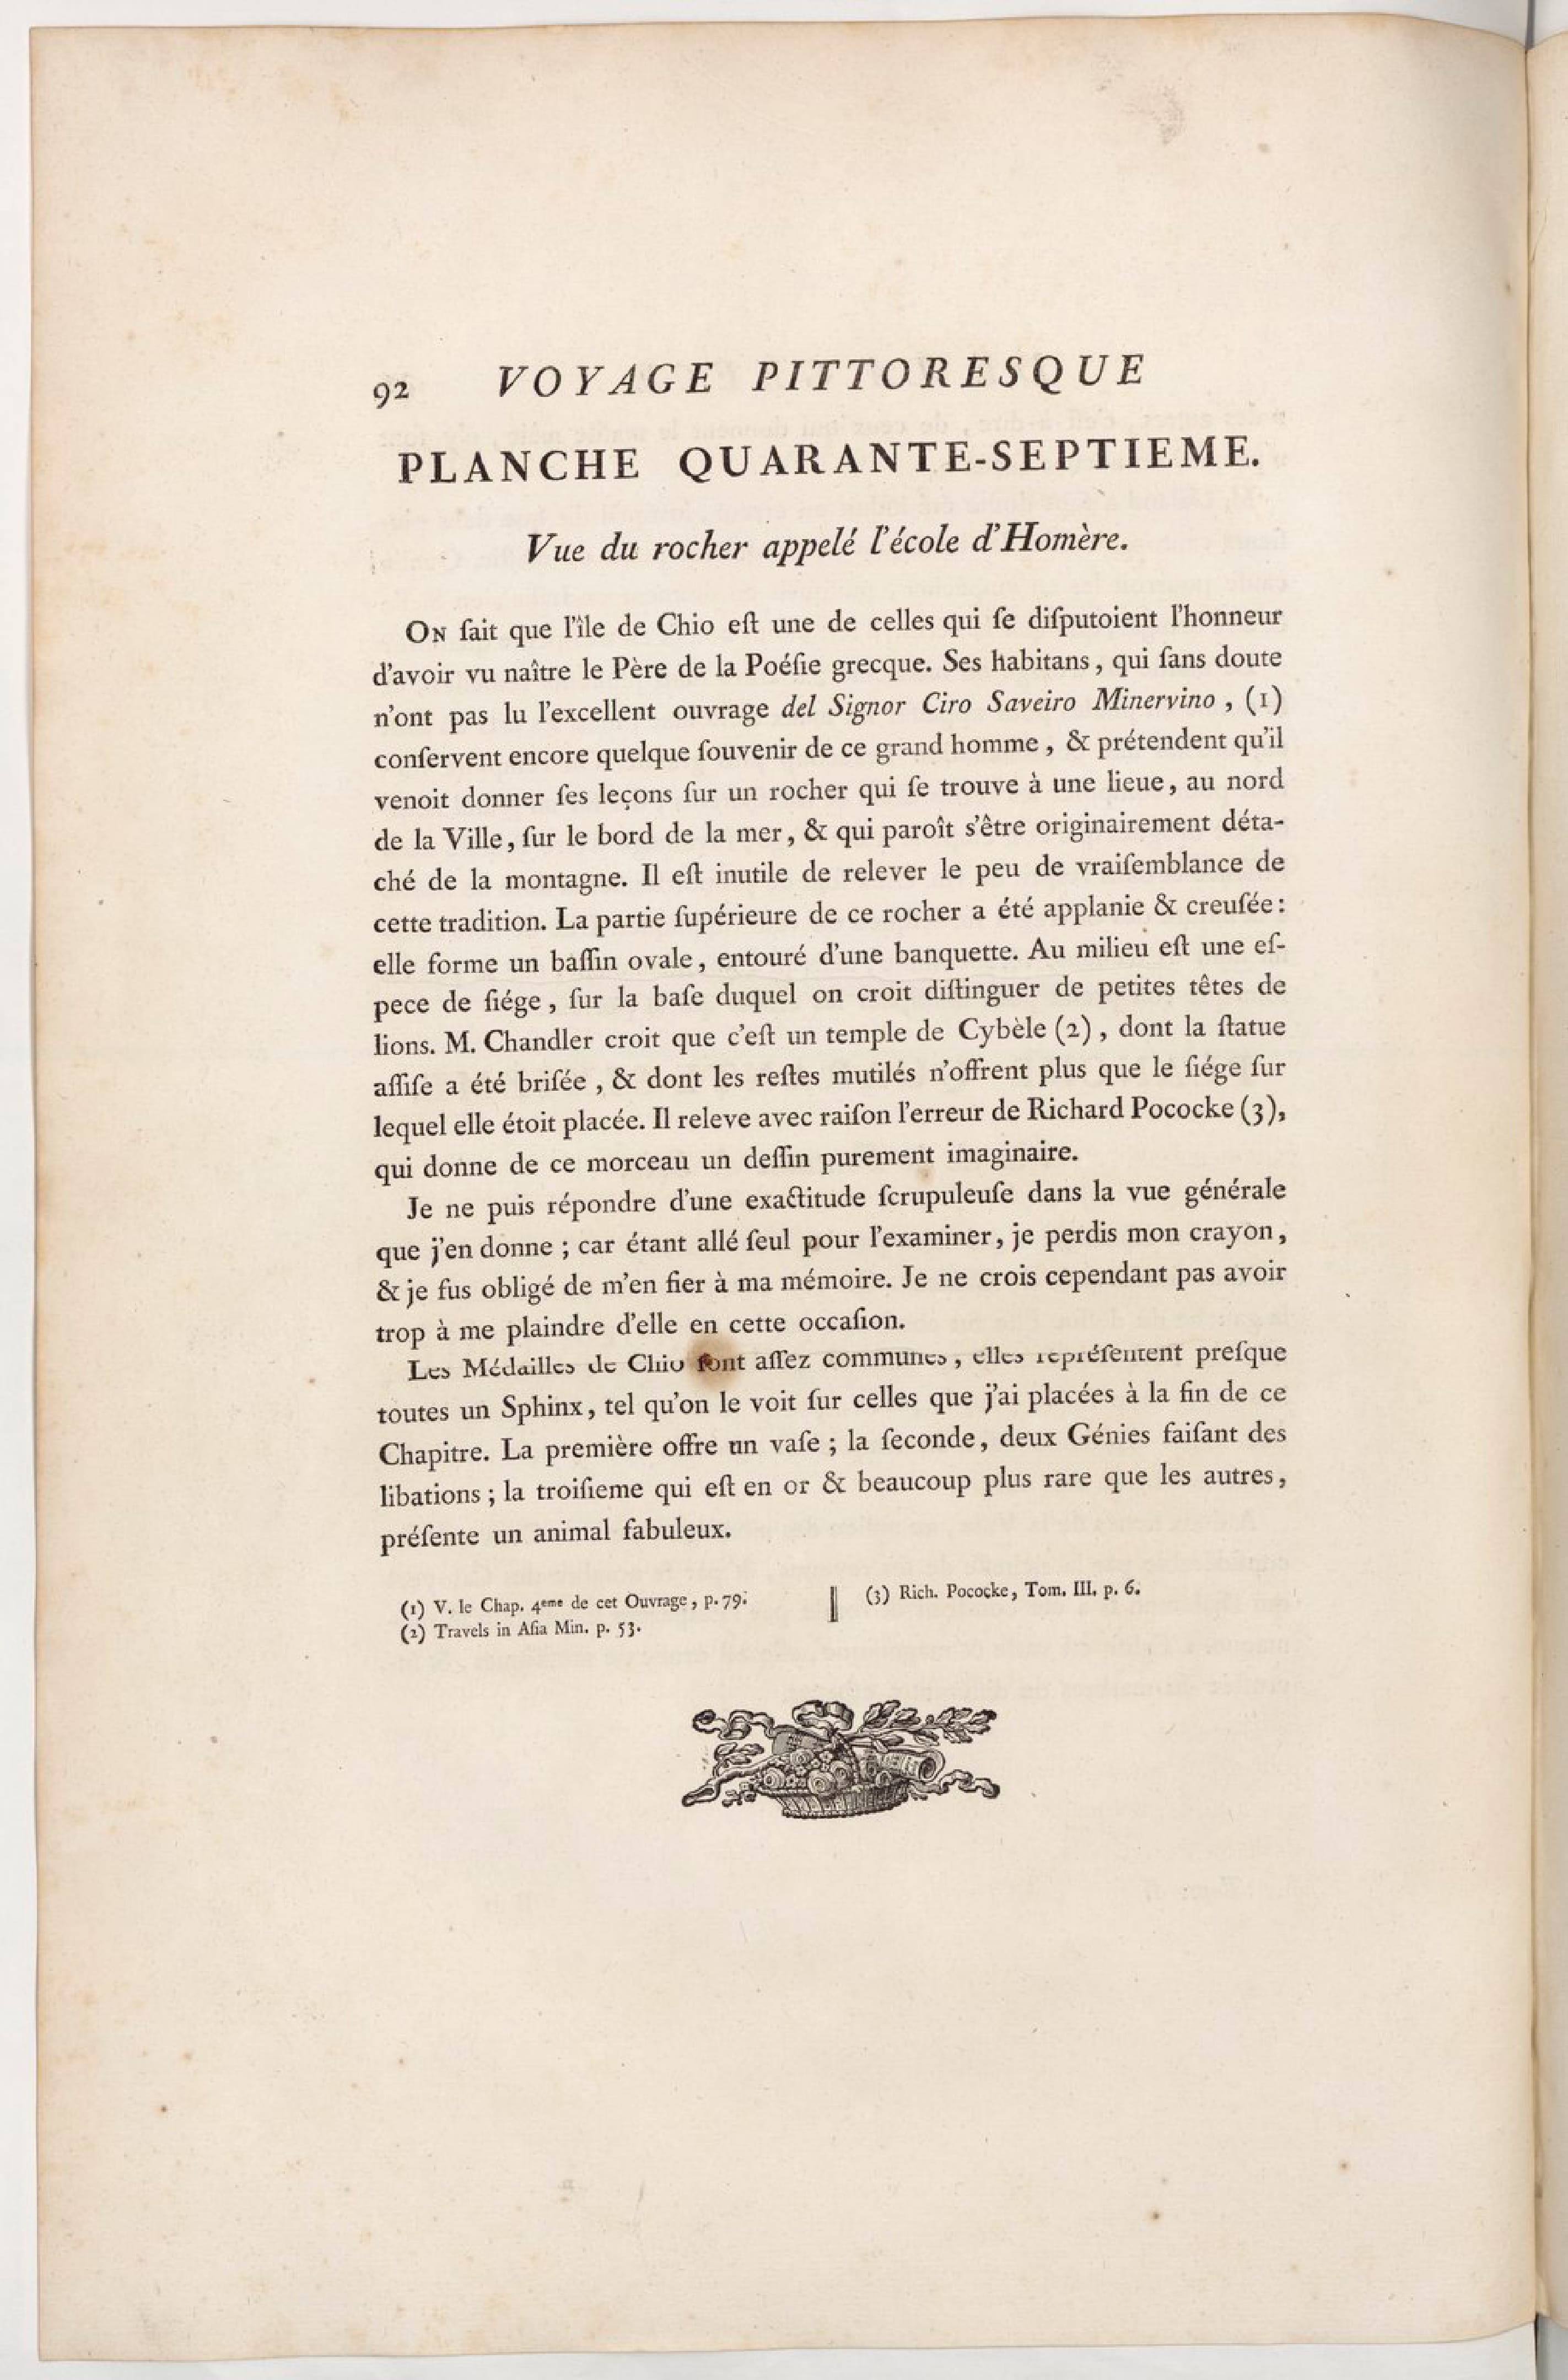 92 VOYAGE PITTORESQUE
PLANCHE QUARANTE-SEPTIEME.
Vue du rocher appelé l'école d'Homère.
ON ſait que l'île de Chio eſt une de celles qui ſe diſputoient l'honneur
d'avoir vu naître le Père de la Poéſie grecque. Ses habitans, qui ſans doute
n'ont pas lu l'excellent ouvrage del Signor Ciro Saveiro Minervino, (1)
conſervent encore quelque ſouvenir de ce grand homme, & prétendent qu'il
venoit donner ſes leçons ſur un rocher qui ſe trouve à une lieue, au nord
de la Ville, ſur le bord de la mer, & qui paroît s'être originairement déta-
ché de la montagne. Il eſt inutile de relever le peu de vraiſemblance de
cette tradition. La partie ſupérieure de ce rocher a été applanie & creuſée:
elle forme un baſſin ovale, entouré d'une banquette. Au milieu eſt une eſ-
pece de ſiége, ſur la baſe duquel on croit diſtinguer de petites têtes de
lions. M. Chandler croit que c'eſt un temple de Cybèle (2), dont la ſtatue
aſſiſe a été briſée, & dont les reſtes mutilés n'offrent plus que le ſiége ſur
lequel elle étoit placée. Il releve avec raiſon l'erreur de Richard Pococke (3),
qui donne de ce morceau un deſſin purement imaginaire.
Je ne puis répondre d'une exactitude ſcrupuleuſe dans la vue générale
que j'en donne; car étant allé ſeul pour l'examiner, je perdis mon crayon,
& je fus obligé de m'en fier à ma mémoire. Je ne crois cependant pas avoir
trop à me plaindre d'elle en cette occaſion.
Les Médailles de Chio ſont aſſez communes, elles repréſentent preſque
toutes un Sphinx, tel qu'on le voit ſur celles que j'ai placées à la fin de ce
Chapitre. La première offre un vaſe; la ſeconde, deux Génies faiſant des
libations; la troiſieme qui eſt en or & beaucoup plus rare que les autres,
préſente un animal fabuleux.
(1) V. le Chap. 4eme de cet Ouvrage, p. 79.
(2) Travels in Aſia Min. p. 53.
(3) Rich. Pococke, Tom. III. p. 6.